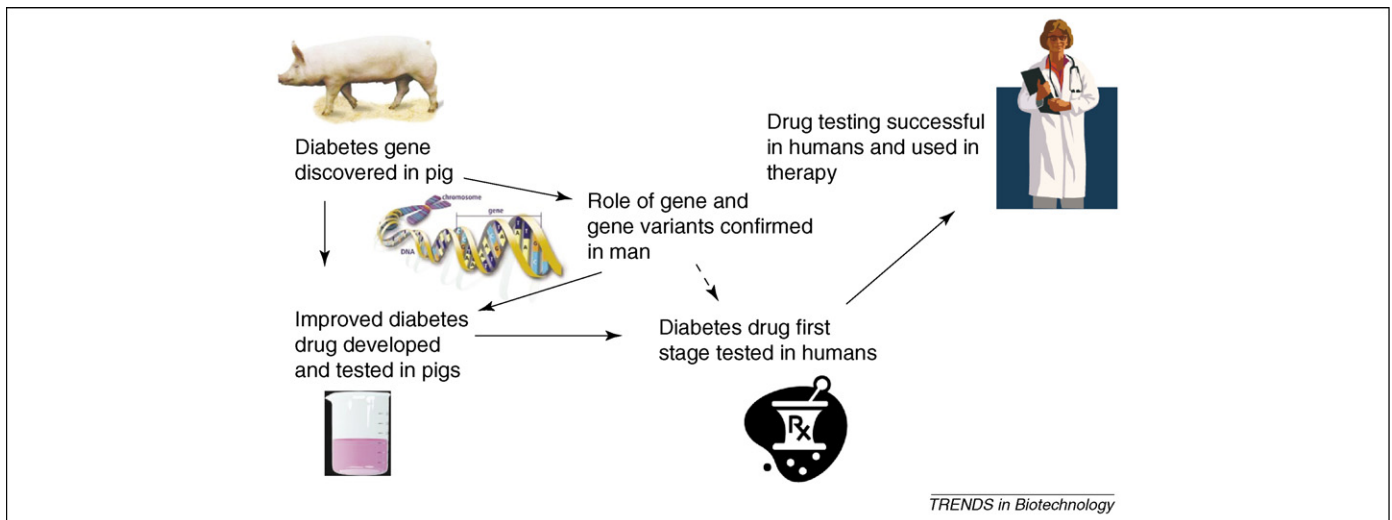 Diabetes gene
discovered in pig
chromosome
gene
DNA
Role of gene and
gene variants confirmed
in man
Improved diabetes
drug developed
and tested in pigs
Diabetes drug first
stage tested in humans
Rx
Drug testing successful
in humans and used in
therapy
TRENDS in Biotechnology